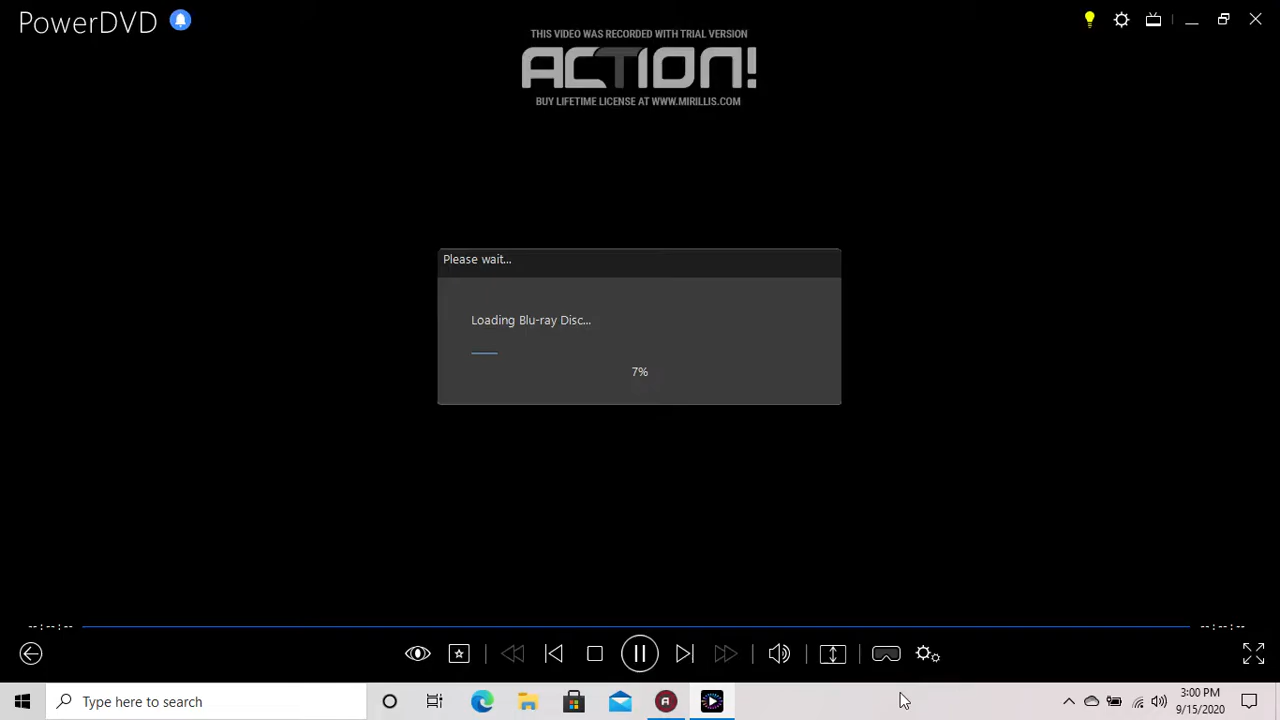 PowerDVD
THIS VIDEO WAS RECORDED WITH TRIAL VERSION
ACTION!
BUY LIFETIME LICENSE AT WWW.MIRILLIS.COM
Please wait...
Loading Blu-ray Disc...
7%
--:--:--
--:--:--
Type here to search
3:00 PM
9/15/2020